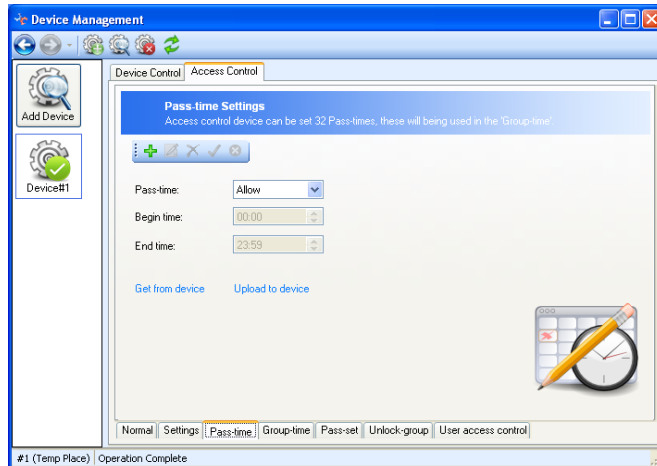 Device Management
Device Control Access Control
Add Device
Device#1
Pass-time Settings
Access control device can be set 32 Pass-times, these will being used in the 'Group-time'.
Pass-time: Allow
Begin time: 00:00
End time: 23:59
Get from device Upload to device
Normal Settings Pass-time Group-time Pass-set Unlock-group User access control
#1 (Temp Place) Operation Complete